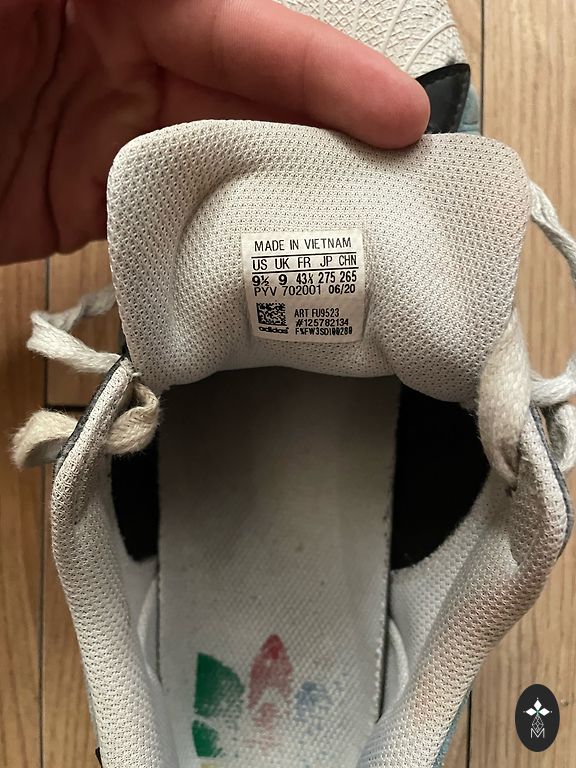 MADE IN VIETNAM
US UK FR JP CHN
9½ 9 43⅓ 275 265
PYV 702001 06/20
ART FU9523
#125782134
adidas